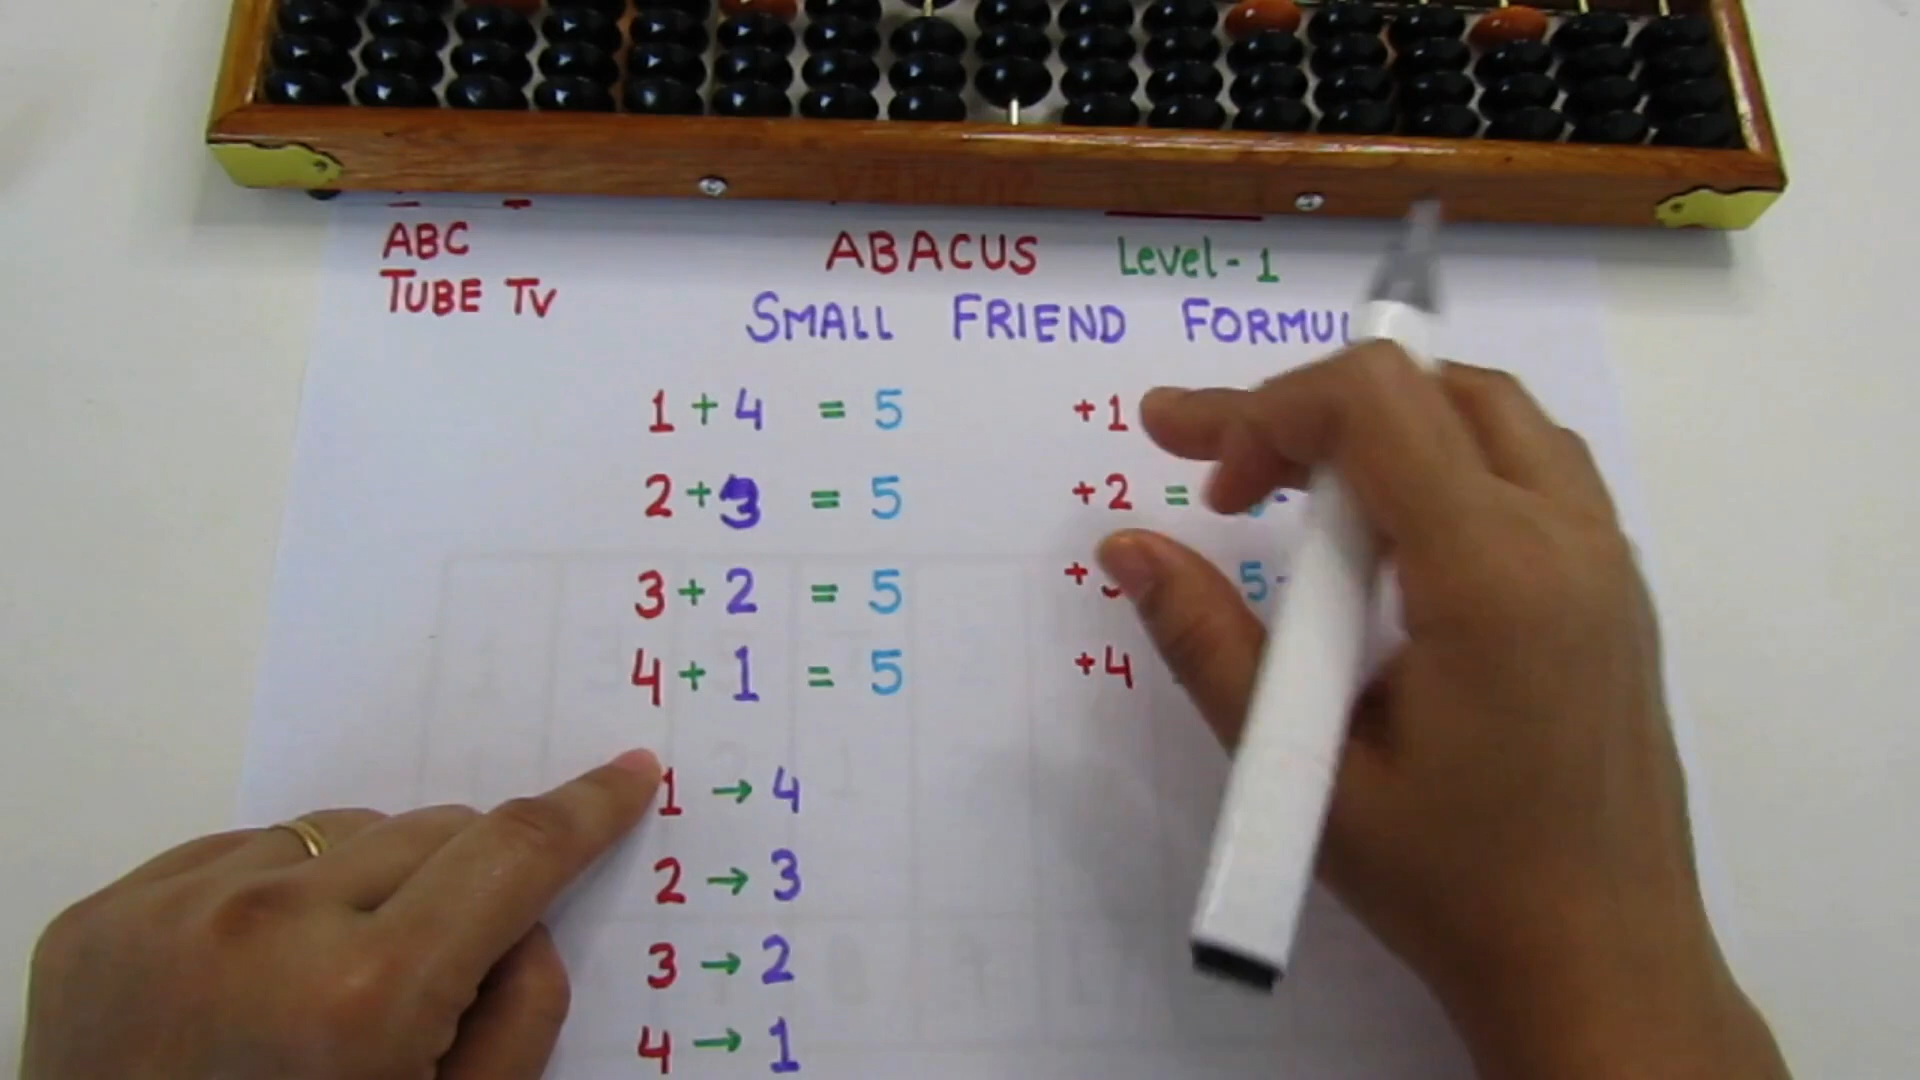 ABC
TUBE TV
ABACUS Level-1
SMALL FRIEND
1 + 4 = 5
+1
2 + 3 = 5
+2 =
3 + 2 = 5
5
4 + 1 = 5
+4
1 → 4
2 → 3
3 → 2
4 → 1